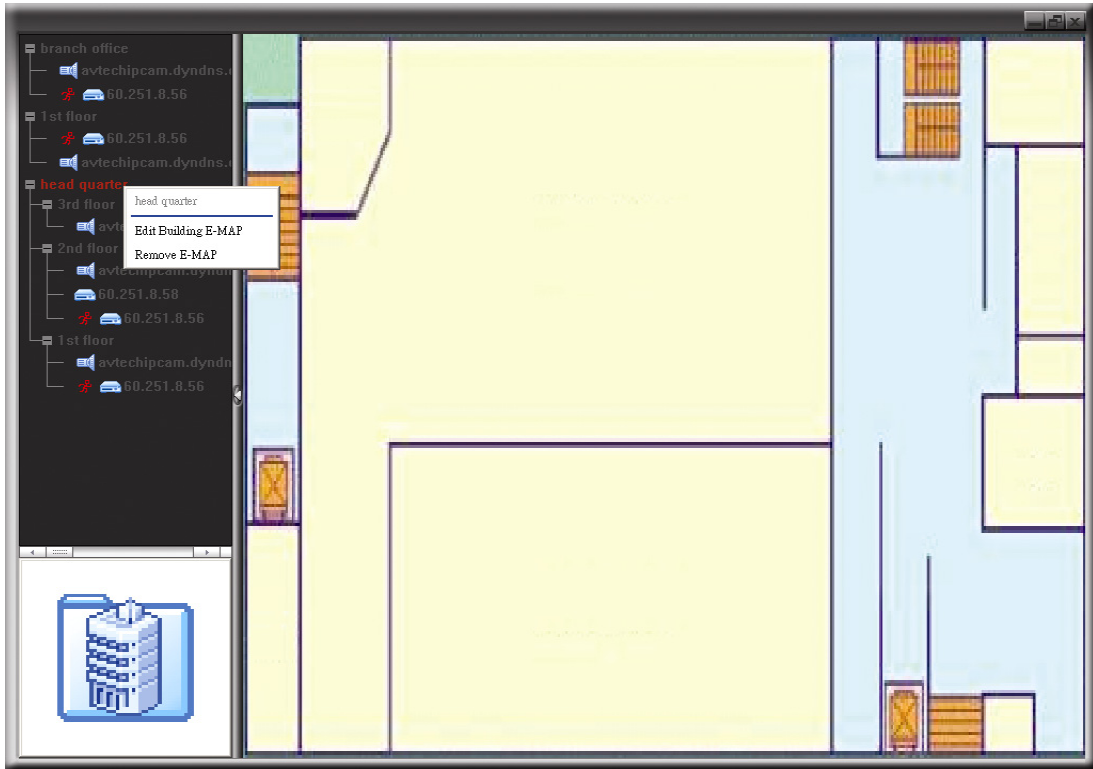 branch office
avtechipcam.dyndns.
60.251.8.56
1st floor
60.251.8.56
avtechipcam.dyndns.
head quarter
head quarter
3rd floor
Edit Building E-MAP
2nd floor
Remove E-MAP
avtechipcam.dyndns
60.251.8.58
60.251.8.56
1st floor
avtechipcam.dyndn
60.251.8.56